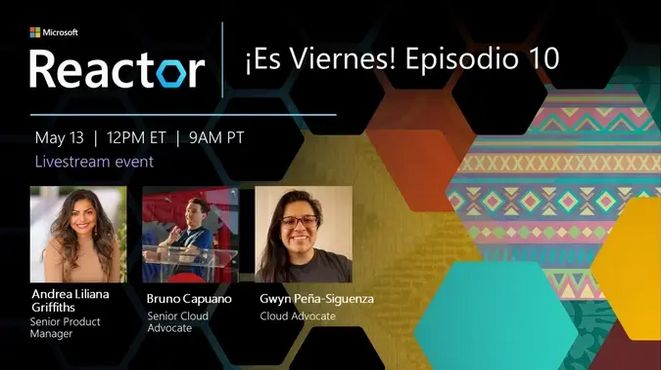 Microsoft
Reactor
¡Es Viernes! Episodio 10
May 13 | 12PM ET | 9AM PT
Livestream event
Andrea Liliana
Griffiths
Senior Product
Manager
Bruno Capuano
Senior Cloud
Advocate
Gwyn Peña-Siguenza
Cloud Advocate